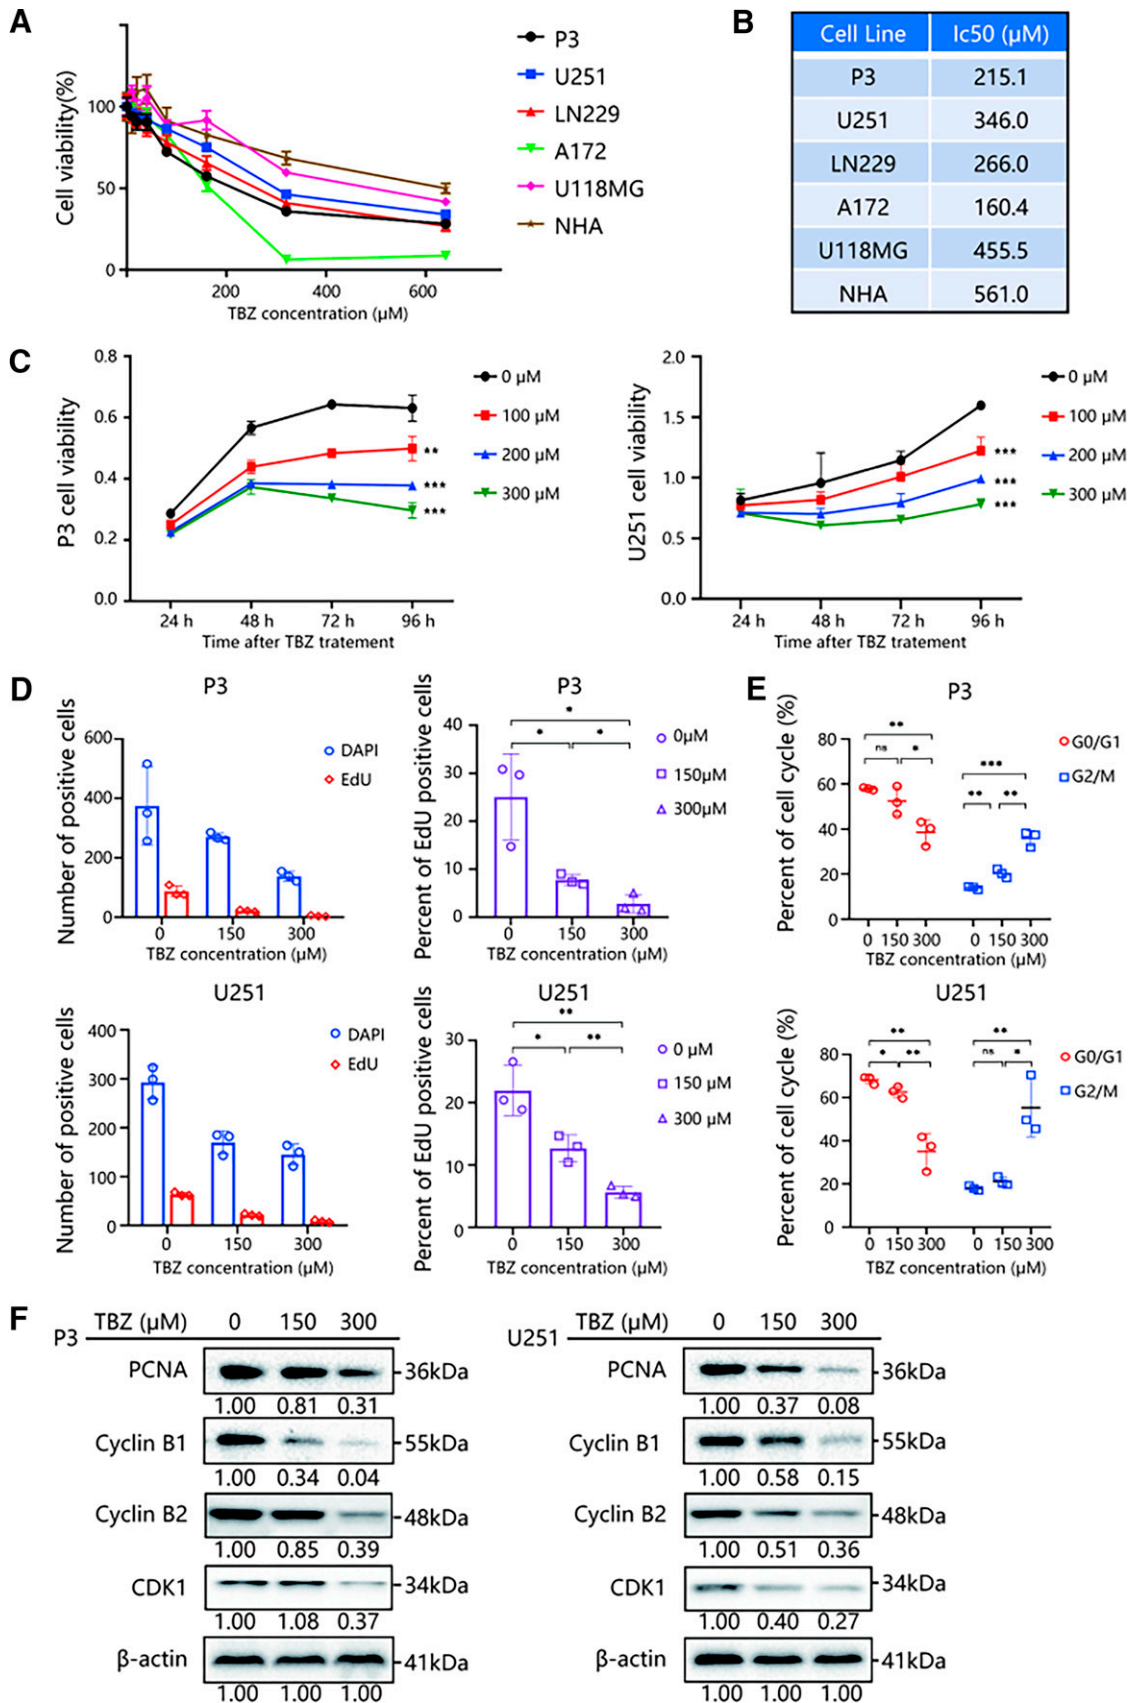 A
Cell viability(%)
100
50
0
200 400 600
TBZ concentration (μM)
P3
U251
LN229
A172
U118MG
NHA
B
Cell Line Ic50 (μM)
P3 215.1
U251 346.0
LN229 266.0
A172 160.4
U118MG 455.5
NHA 561.0
C
P3 cell viability
0.8
0.6
0.4
0.2
0.0
24 h 48 h 72 h 96 h
Time after TBZ tratement
0 μM
100 μM
200 μM
300 μM
**
***
***
U251 cell viability
2.0
1.5
1.0
0.5
0.0
24 h 48 h 72 h 96 h
Time after TBZ tratement
0 μM
100 μM
200 μM
300 μM
***
***
***
D
P3
Number of positive cells
600
400
200
0
0 150 300
TBZ concentration (μM)
DAPI
EdU
P3
Percent of EdU positive cells
40
30
20
10
0
*
* *
0 150 300
TBZ concentration (μM)
0μM
150μM
300μM
E
P3
Percent of cell cycle (%)
80
60
40
20
0
**
ns *
***
** **
0 150 300 0 150 300
TBZ concentration (μM)
G0/G1
G2/M
U251
Number of positive cells
400
300
200
100
0
0 150 300
TBZ concentration (μM)
DAPI
EdU
U251
Percent of EdU positive cells
30
20
10
0
**
* **
0 150 300
TBZ concentration (μM)
0 μM
150 μM
300 μM
U251
Percent of cell cycle (%)
80
60
40
20
0
**
* **
**
ns *
0 150 300 0 150 300
TBZ concentration (μM)
G0/G1
G2/M
F
P3
TBZ (μM) 0 150 300
PCNA 36kDa
1.00 0.81 0.31
Cyclin B1 55kDa
1.00 0.34 0.04
Cyclin B2 48kDa
1.00 0.85 0.39
CDK1 34kDa
1.00 1.08 0.37
β-actin 41kDa
1.00 1.00 1.00
U251
TBZ (μM) 0 150 300
PCNA 36kDa
1.00 0.37 0.08
Cyclin B1 55kDa
1.00 0.58 0.15
Cyclin B2 48kDa
1.00 0.51 0.36
CDK1 34kDa
1.00 0.40 0.27
β-actin 41kDa
1.00 1.00 1.00